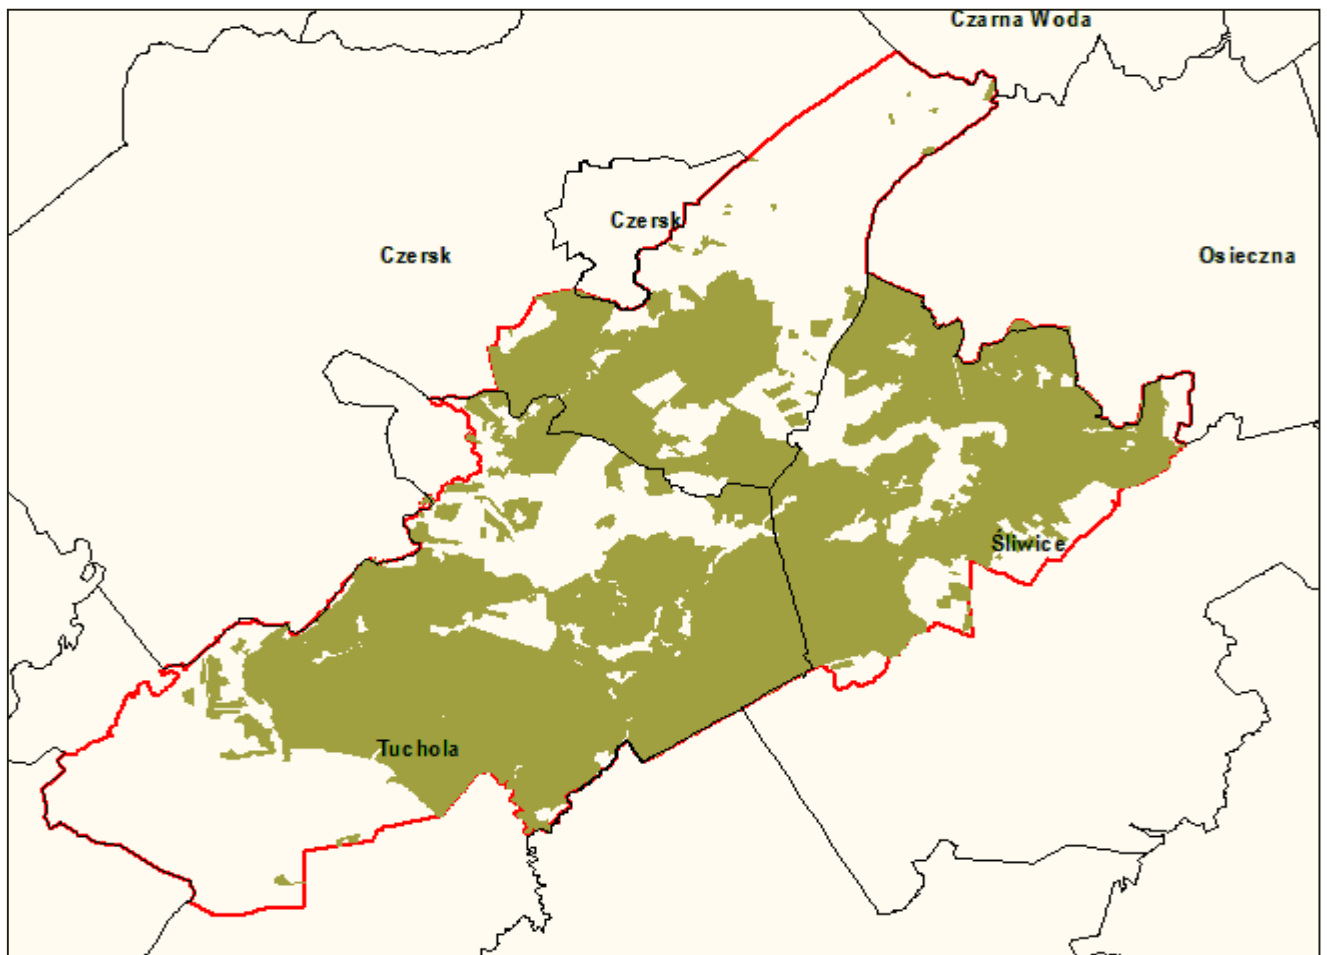 Czarna Woda
Czersk
Czersk
Osieczna
Śliwice
Tuchola